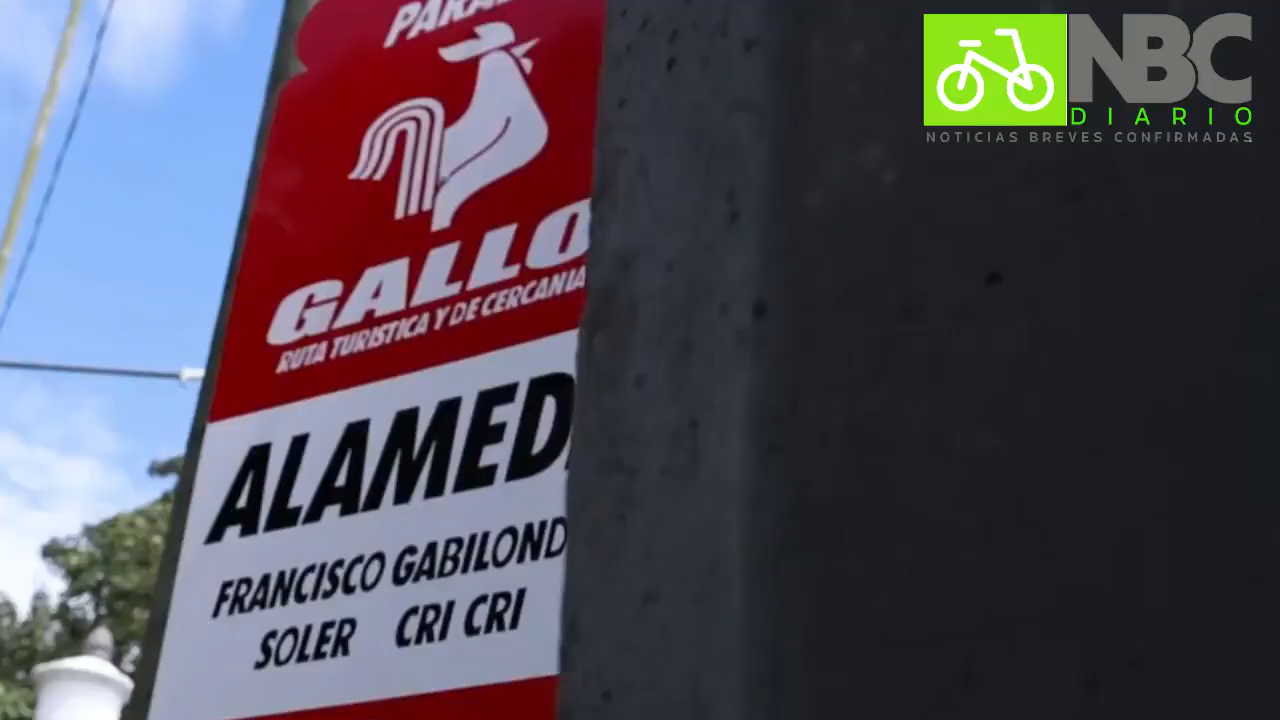 NBC
DIARIO
NOTICIAS BREVES CONFIRMADAS
GALLO
RUTA TURISTICA Y DE CERCANIA
ALAMED
FRANCISCO GABILOND
SOLER CRI CRI